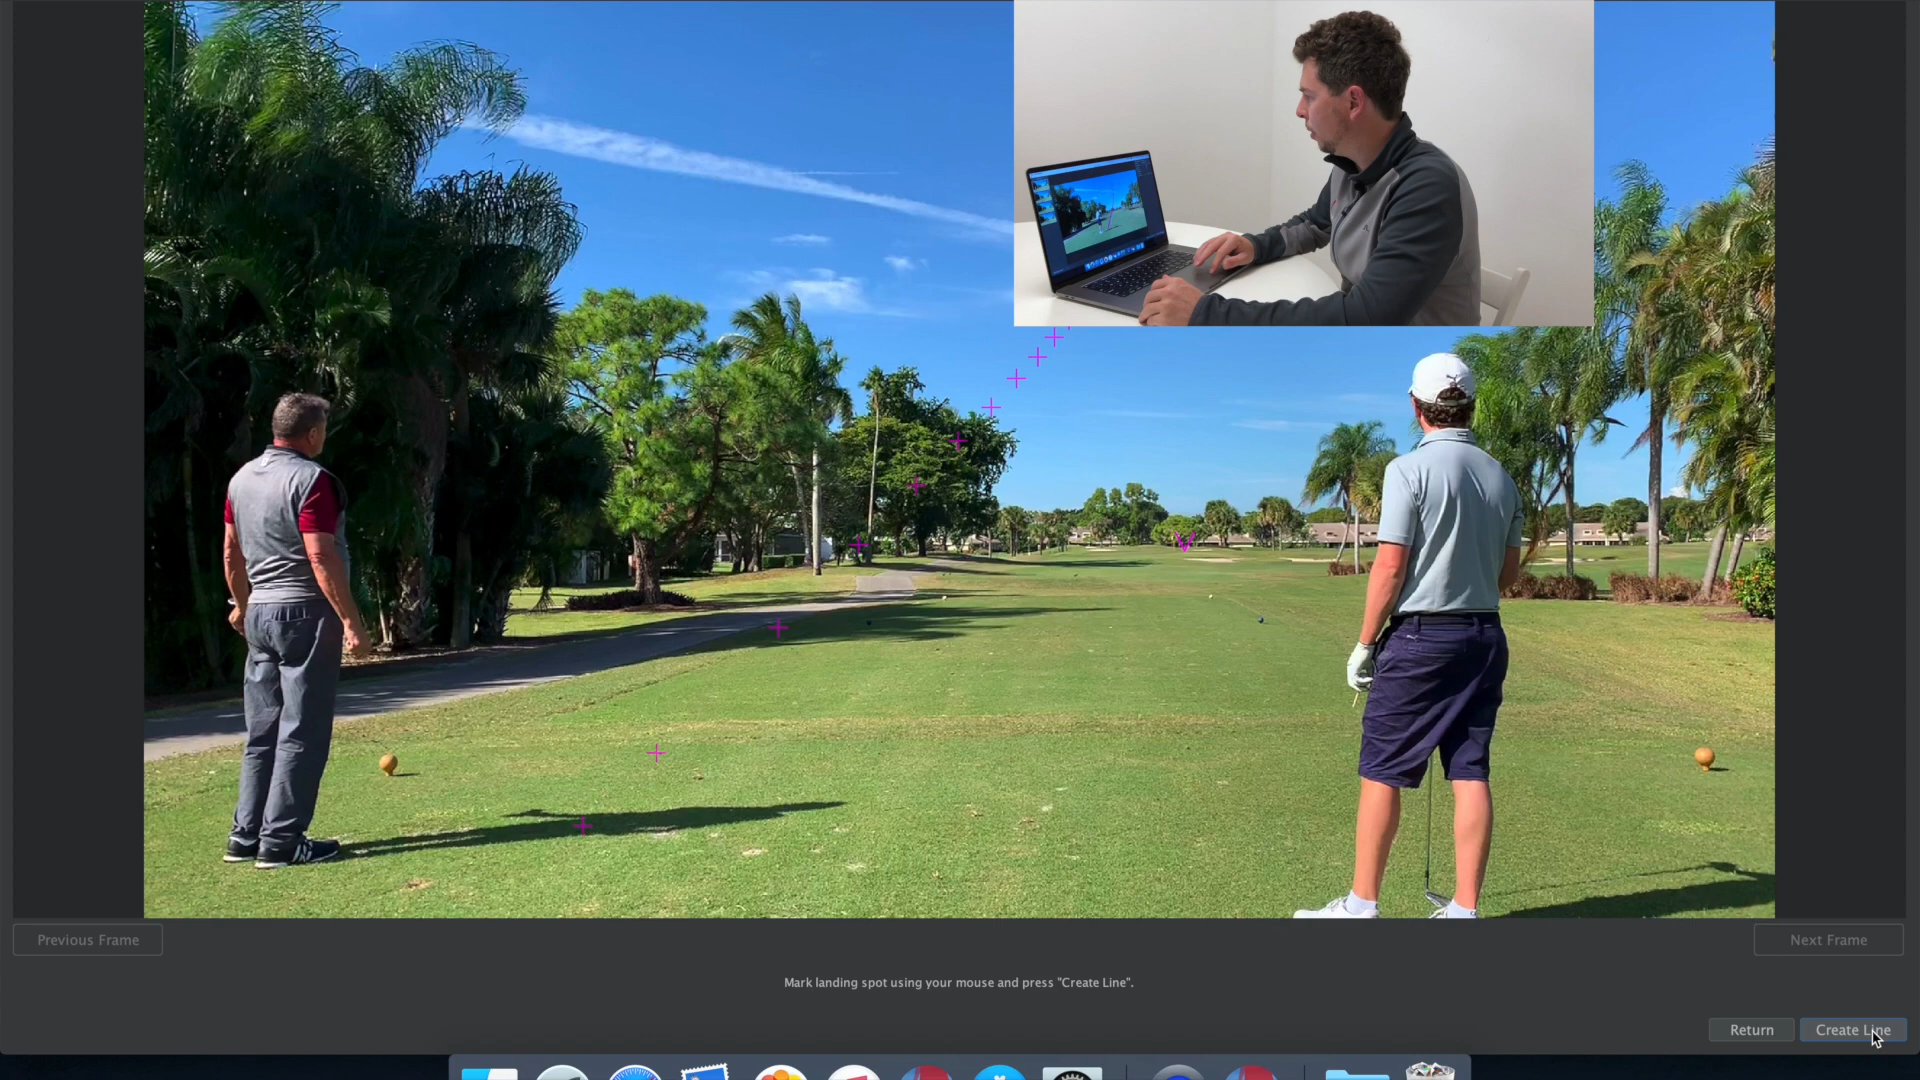 Previous Frame
Next Frame
Mark landing spot using your mouse and press "Create Line".
Return
Create Line